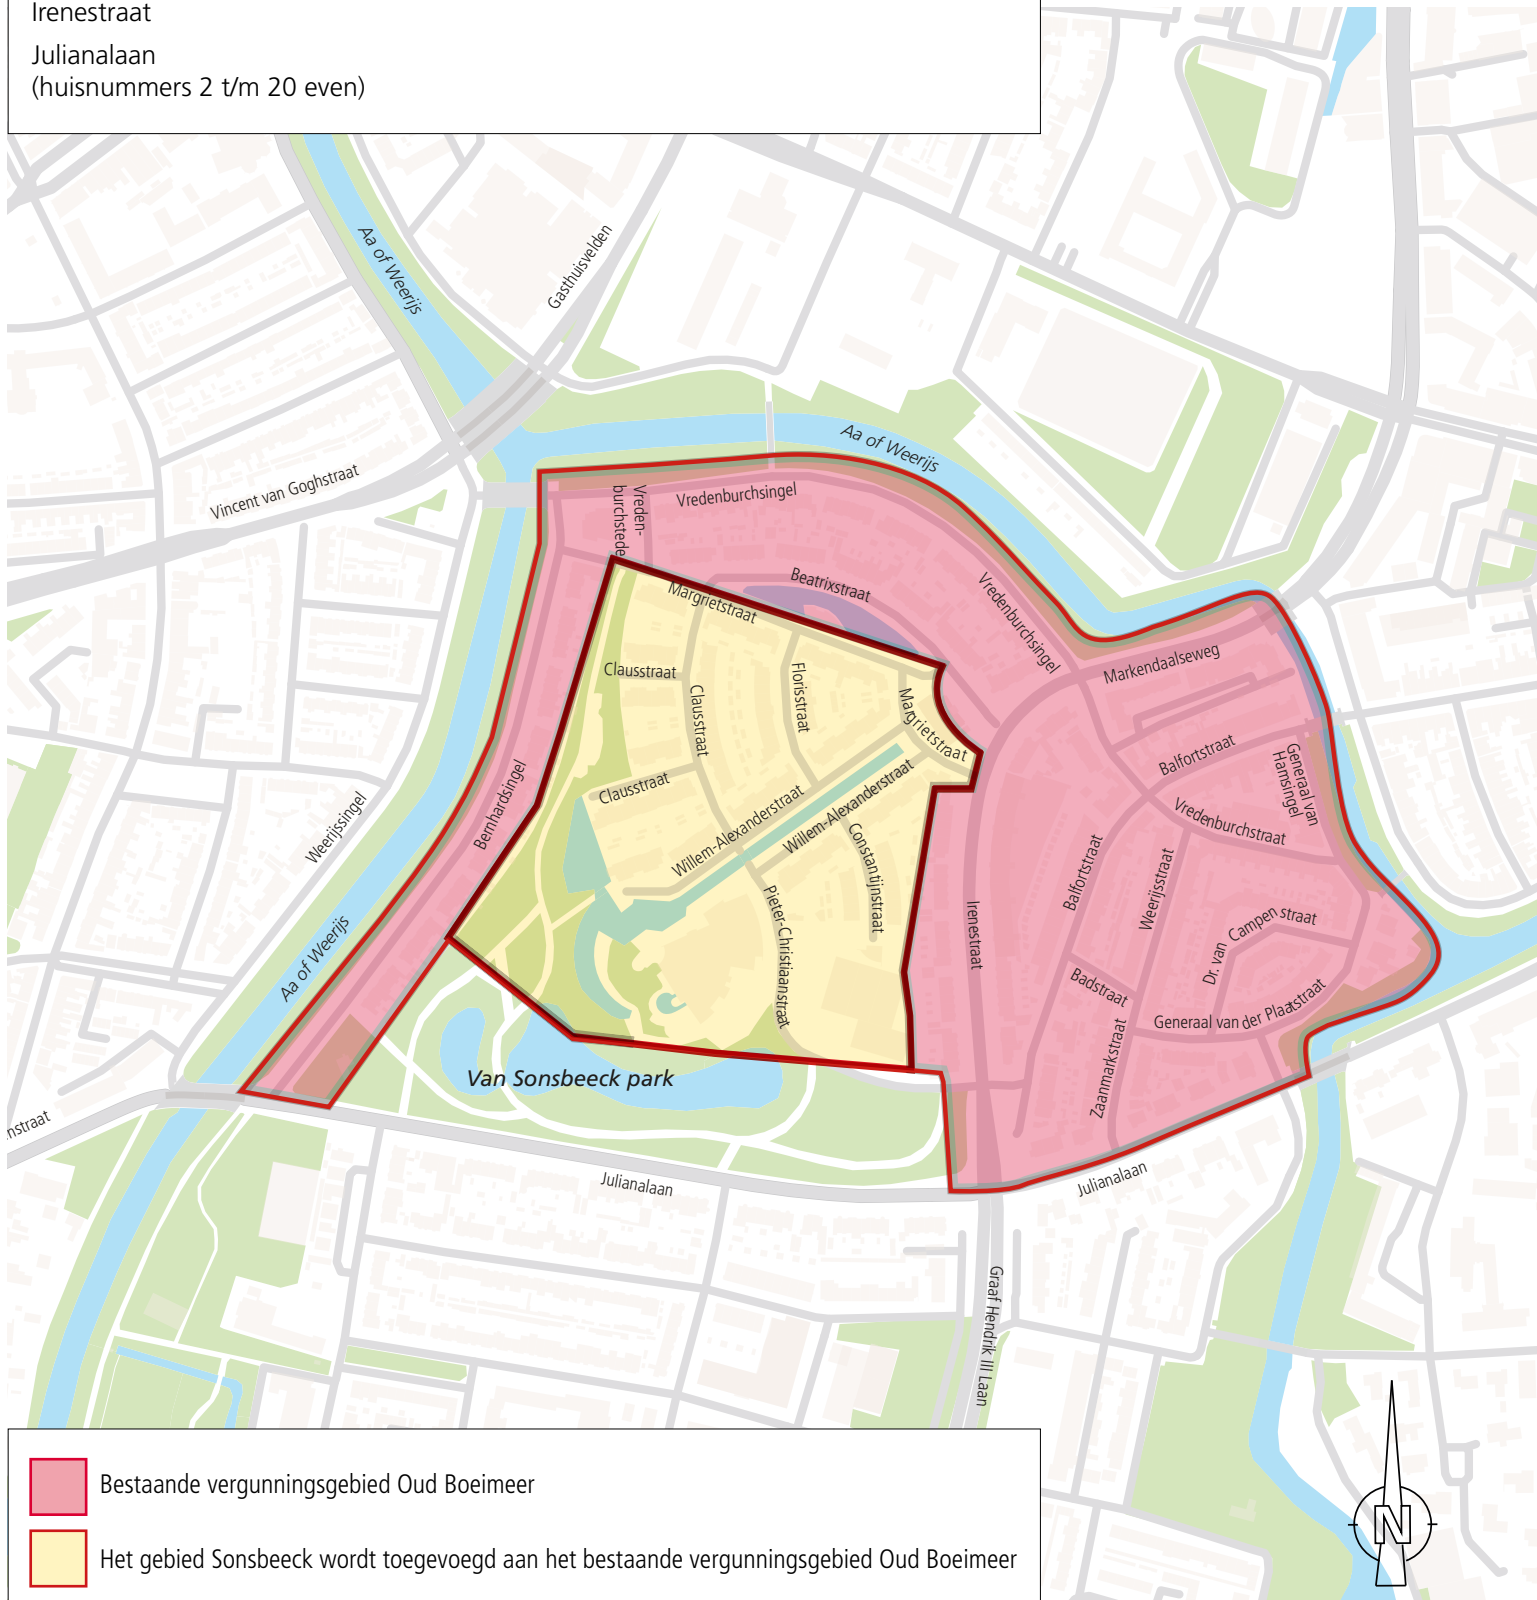 Irenestraat
Julianalaan
(huisnummers 2 t/m 20 even)
Aa of Weerijs
Gasthuisvelden
Vincent van Goghstraat
Aa of Weerijs
Vreden-
burchstede
Vredenburchsingel
Beatrixstraat
Vredenburchsingel
Margrietstraat
Markendaalseweg
Clausstraat
Clausstraat
Florisstraat
Margrietstraat
Balfortstraat
Generaal van
Hamsingel
Clausstraat
Bernhardsingel
Weerijssingel
Willem-Alexanderstraat
Willem-Alexanderstraat
Constantijnstraat
Vredenburchstraat
Balfortstraat
Weerijsstraat
Pieter-Christiaanstraat
Irenestraat
Dr. van Campen straat
Aa of Weerijs
Badstraat
Generaal van der Plaatstraat
Zaanmarkstraat
Van Sonsbeeck park
nstraat
Julianalaan
Julianalaan
Graaf Hendrik III Laan
Bestaande vergunningsgebied Oud Boeimeer
Het gebied Sonsbeeck wordt toegevoegd aan het bestaande vergunningsgebied Oud Boeimeer
N